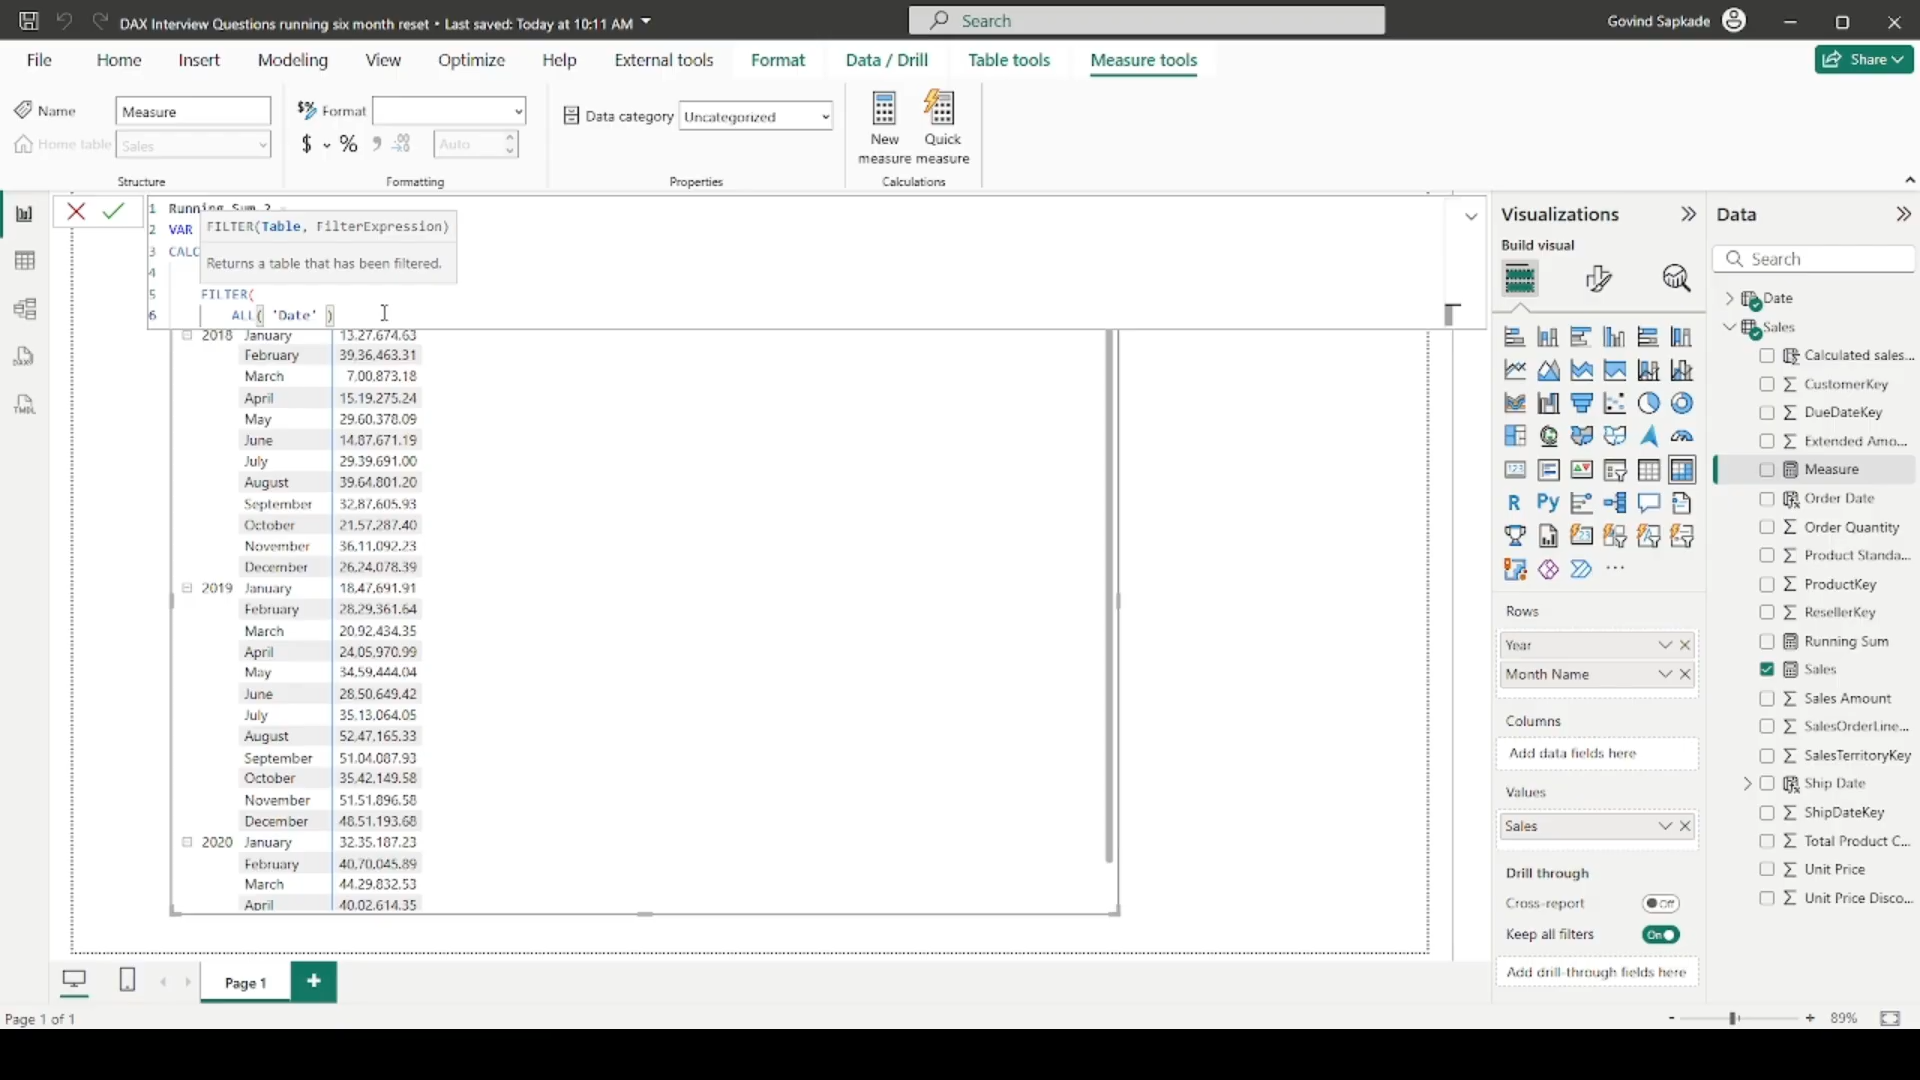 DAX Interview Questions running six month reset • Last saved: Today at 10:11 AM
Search
Govind Sapkade
File Home Insert Modeling View Optimize Help External tools Format Data / Drill Table tools Measure tools
Share
Name Measure
Format
Data category Uncategorized
New measure
Quick measure
Home table Sales
$ % Auto
Structure
Formatting
Properties
Calculations
1 Running Sum 2 =
2 VAR
FILTER(Table, FilterExpression)
3 CALC
Returns a table that has been filtered.
4
5 FILTER(
6 ALL( 'Date' )
2018 January 13,27,674.63
February 39,36,463.31
March 7,00,873.18
April 15,19,275.24
May 29,60,378.09
June 14,87,671.19
July 29,39,691.00
August 39,64,801.20
September 32,87,605.93
October 21,57,287.40
November 36,11,092.23
December 26,24,078.39
2019 January 18,47,691.91
February 28,29,361.64
March 20,92,434.35
April 24,05,970.99
May 34,59,444.04
June 28,50,649.42
July 35,13,064.05
August 52,47,165.33
September 51,04,087.93
October 35,42,149.58
November 51,51,896.58
December 48,51,193.68
2020 January 32,35,187.23
February 40,70,045.89
March 44,29,832.53
April 40,02,614.35
Visualizations
Build visual
R Py
123
Rows
Year
Month Name
Columns
Add data fields here
Values
Sales
Drill through
Cross-report Off
Keep all filters On
Add drill-through fields here
Data
Search
Date
Sales
Calculated sales...
CustomerKey
DueDateKey
Extended Amo...
Measure
Order Date
Order Quantity
Product Standa...
ProductKey
ResellerKey
Running Sum
Sales
Sales Amount
SalesOrderLine...
SalesTerritoryKey
Ship Date
ShipDateKey
Total Product C...
Unit Price
Unit Price Disco...
Page 1
Page 1 of 1
- + 89%